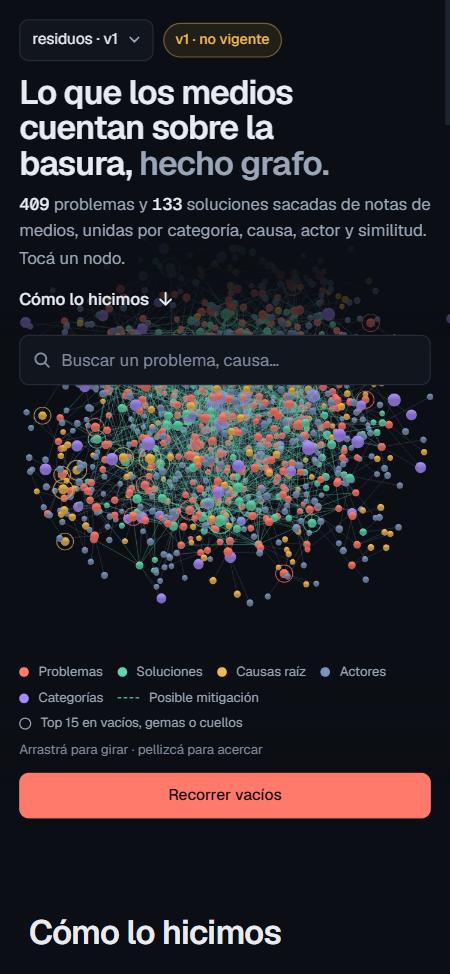 residuos · v1
v1 · no vigente
Lo que los medios
cuentan sobre la
basura, hecho grafo.
409 problemas y 133 soluciones sacadas de notas de
medios, unidas por categoría, causa, actor y similitud.
Tocá un nodo.
Cómo lo hicimos ↓
Buscar un problema, causa...
Problemas Soluciones Causas raíz Actores
Categorías Posible mitigación
Top 15 en vacíos, gemas o cuellos
Arrastrá para girar · pellizcá para acercar
Recorrer vacíos
Cómo lo hicimos